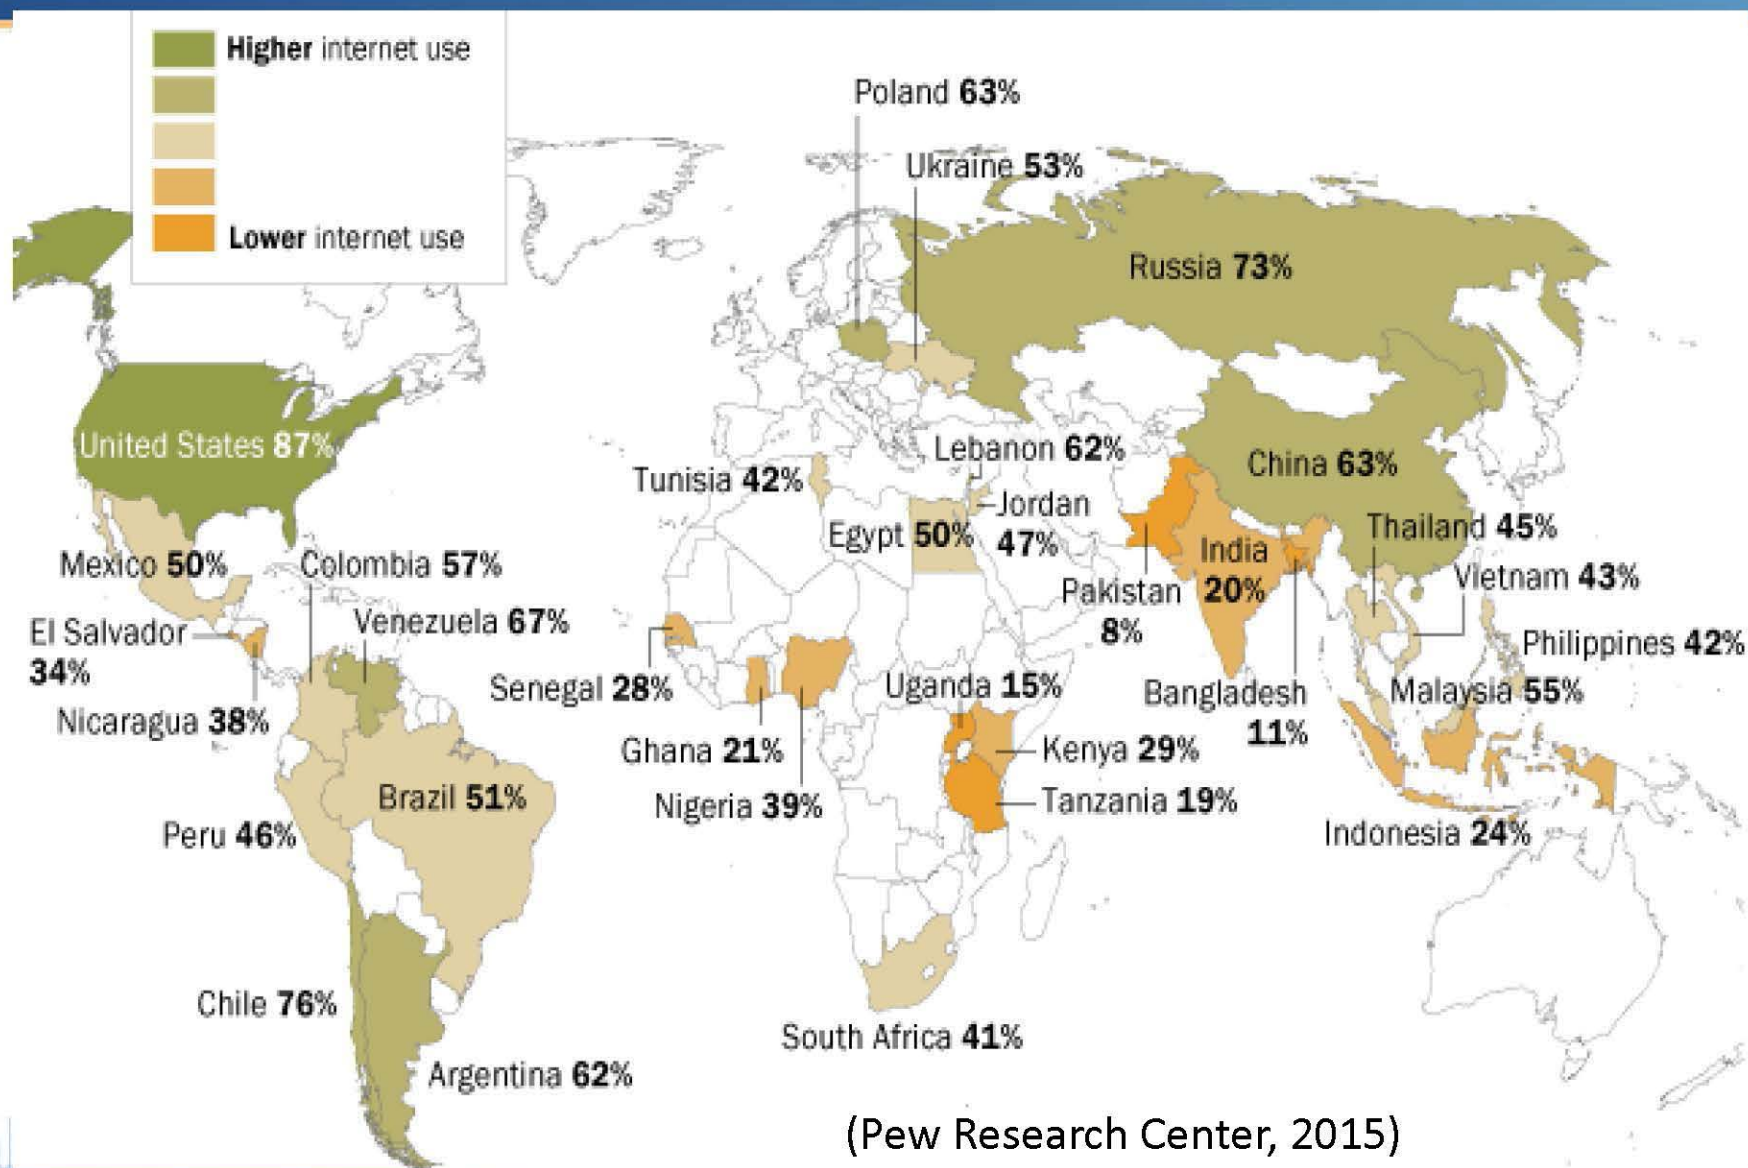 Higher internet use
Lower internet use
Poland 63%
Ukraine 53%
Russia 73%
United States 87%
Lebanon 62%
China 63%
Tunisia 42%
Jordan
47%
Egypt 50%
Thailand 45%
India
20%
Mexico 50%
Colombia 57%
Pakistan
8%
Vietnam 43%
El Salvador
34%
Venezuela 67%
Philippines 42%
Senegal 28%
Uganda 15%
Bangladesh
11%
Malaysia 55%
Nicaragua 38%
Ghana 21%
Kenya 29%
Brazil 51%
Nigeria 39%
Tanzania 19%
Peru 46%
Indonesia 24%
Chile 76%
South Africa 41%
Argentina 62%
(Pew Research Center, 2015)